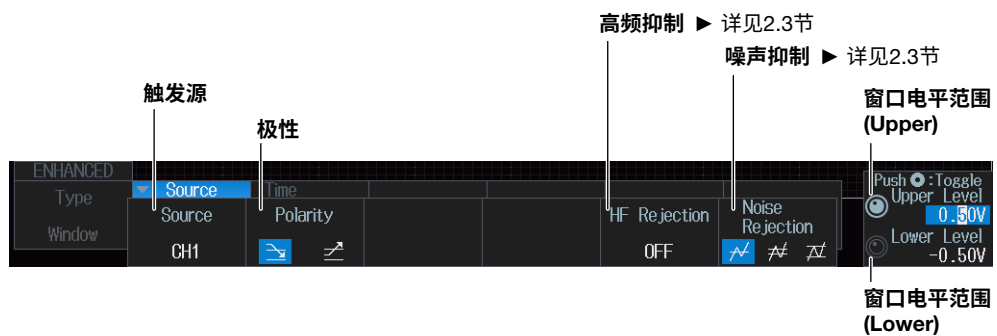 高频抑制 ▶ 详见2.3节
噪声抑制 ▶ 详见2.3节
触发源
极性
窗口电平范围
(Upper)
ENHANCED
Type
Window
Source
Time
Source
CH1
Polarity
HF Rejection
OFF
Noise
Rejection
Push :Toggle
Upper Level
0.50V
Lower Level
-0.50V
窗口电平范围
(Lower)